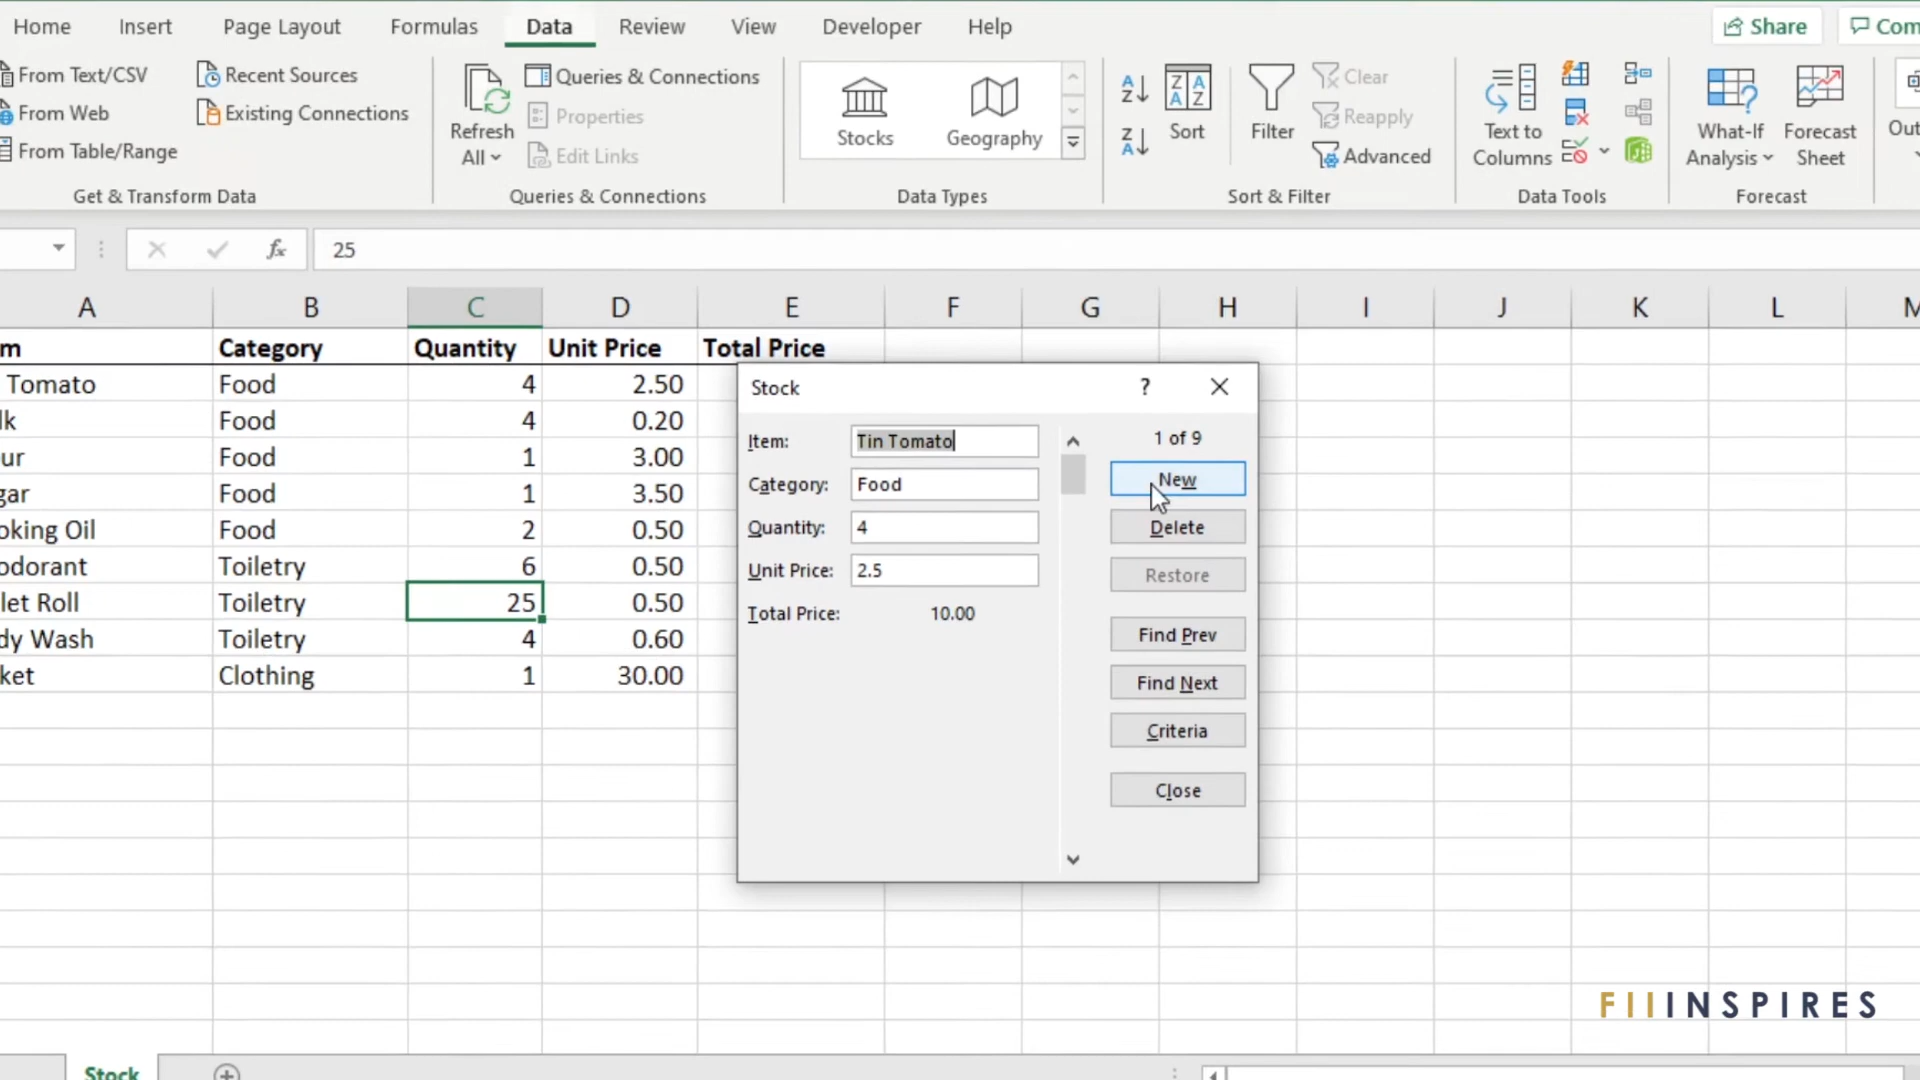 Home Insert Page Layout Formulas Data Review View Developer Help Share Com
From Text/CSV Recent Sources Queries & Connections Clear
From Web Existing Connections Properties Reapply
From Table/Range Edit Links Advanced
Refresh All
Stocks Geography
Sort Filter
Text to Columns
What-If Analysis
Forecast Sheet
Out
Get & Transform Data Queries & Connections Data Types Sort & Filter Data Tools Forecast
fx 25
A B C D E F G H I J K L M
m Category Quantity Unit Price Total Price
Tomato Food 4 2.50
lk Food 4 0.20
ur Food 1 3.00
gar Food 1 3.50
oking Oil Food 2 0.50
odorant Toiletry 6 0.50
let Roll Toiletry 25 0.50
dy Wash Toiletry 4 0.60
ket Clothing 1 30.00
Stock ?
Item: Tin Tomato
Category: Food
Quantity: 4
Unit Price: 2.5
Total Price: 10.00
1 of 9
New
Delete
Restore
Find Prev
Find Next
Criteria
Close
FIIINSPIRES
Stock